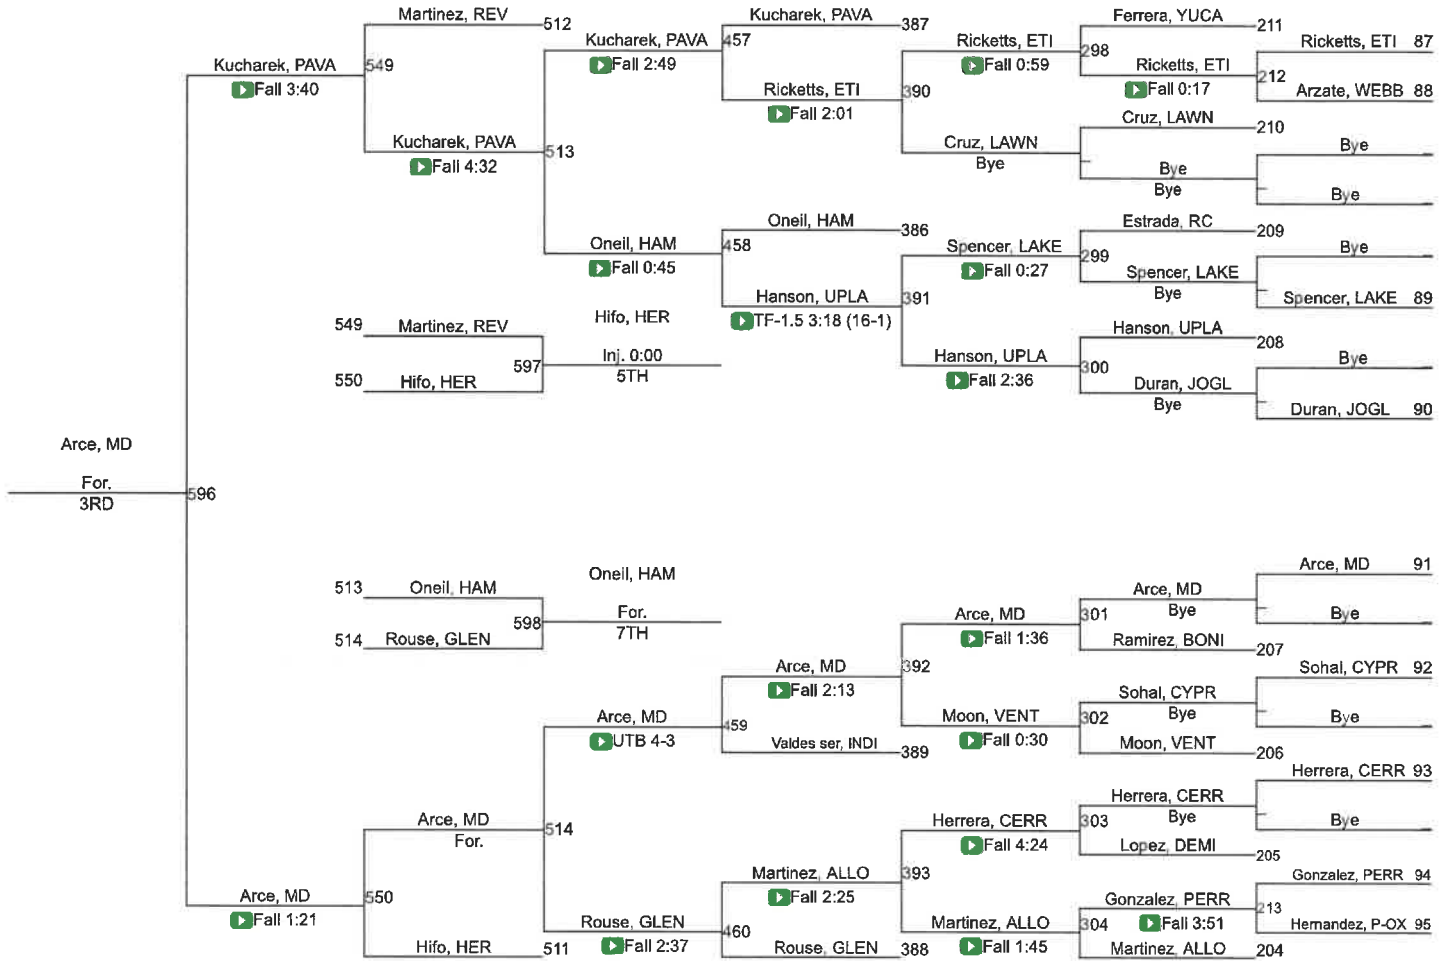 Martinez, REV
512
Kucharek, PAVA
387
Ferrera, YUCA
211
Kucharek, PAVA
457
Ricketts, ETI
298
Ricketts, ETI 87
Kucharek, PAVA
549
Fall 2:49
Fall 0:59
Ricketts, ETI
212
Fall 3:40
Ricketts, ETI
390
Fall 0:17
Arzate, WEBB 88
Fall 2:01
Cruz, LAWN
210
Kucharek, PAVA
513
Cruz, LAWN
Bye
Fall 4:32
Bye
Bye
Bye
Bye
Oneil, HAM
386
Estrada, RC
209
Oneil, HAM
458
Spencer, LAKE
299
Bye
Fall 0:45
Fall 0:27
Spencer, LAKE
Hanson, UPLA
391
Bye
Spencer, LAKE 89
549
Martinez, REV
Hifo, HER
TF-1.5 3:18 (16-1)
Hanson, UPLA
208
597
Inj. 0:00
Hanson, UPLA
300
Bye
550
Hifo, HER
5TH
Fall 2:36
Duran, JOGL
Bye
Duran, JOGL 90
Arce, MD
For.
596
3RD
513
Oneil, HAM
Oneil, HAM
Arce, MD 91
598
For.
Arce, MD
301
Bye
Arce, MD
Bye
514
Rouse, GLEN
7TH
Fall 1:36
Ramirez, BONI
207
Arce, MD
392
Sohal, CYPR 92
Fall 2:13
Sohal, CYPR
Arce, MD
459
Moon, VENT
302
Bye
Bye
UTB 4-3
Valdes ser, INDI
389
Fall 0:30
Moon, VENT
206
Herrera, CERR 93
Herrera, CERR
Arce, MD
514
Herrera, CERR
303
Bye
Bye
For.
Fall 4:24
Lopez, DEMI
205
Martinez, ALLO
393
Gonzalez, PERR 94
Arce, MD
550
Fall 2:25
Gonzalez, PERR
213
Fall 1:21
Rouse, GLEN
460
Martinez, ALLO
304
Fall 3:51
Hernandez, P-OX 95
Hifo, HER
511
Fall 2:37
Rouse, GLEN
388
Fall 1:45
Martinez, ALLO
204